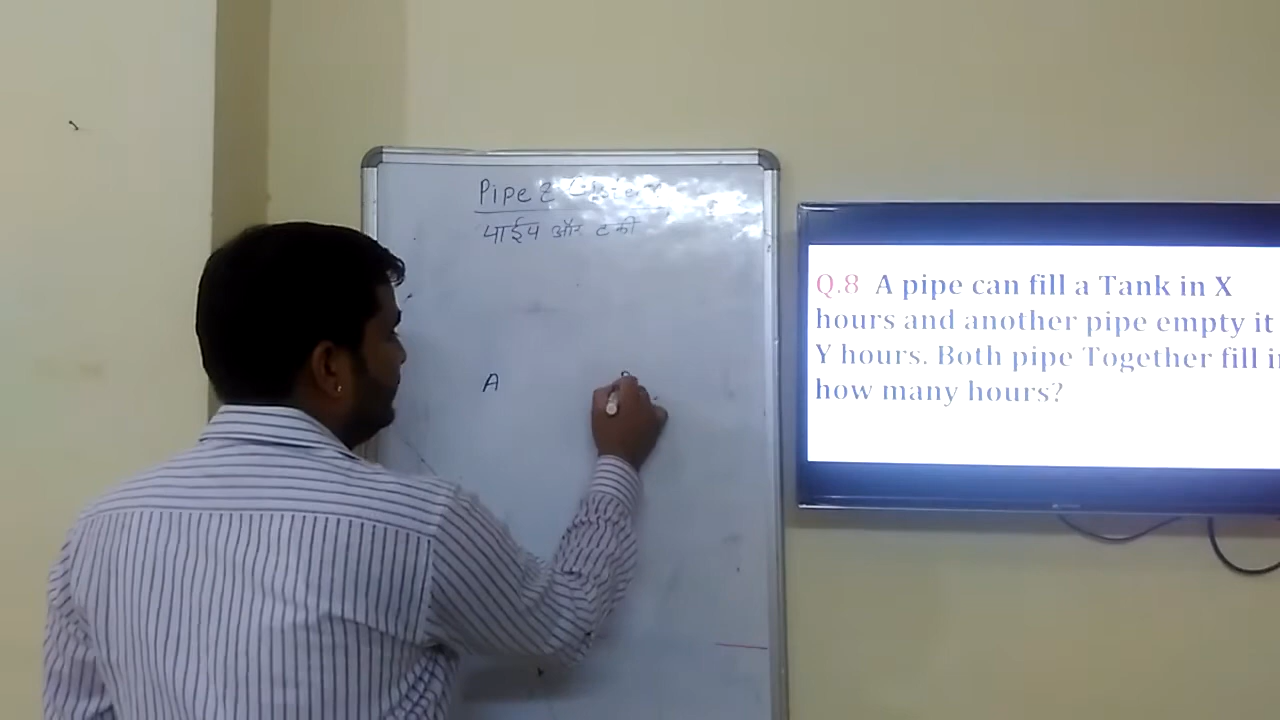 Pipe & Cistern
पाईप और टंकी
A
Q.8 A pipe can fill a Tank in X
hours and another pipe empty it
Y hours. Both pipe Together fill
how many hours?